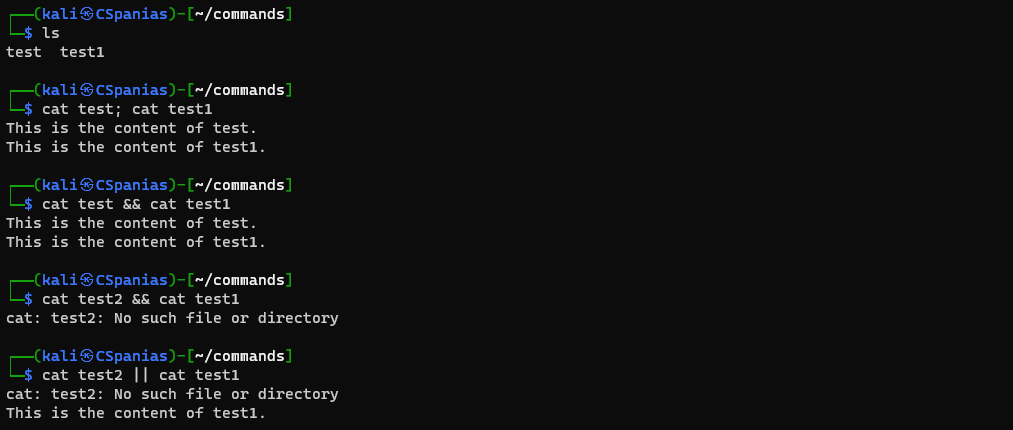 ┌──(kali㉿CSpanias)-[~/commands]
└─$ ls
test  test1
┌──(kali㉿CSpanias)-[~/commands]
└─$ cat test; cat test1
This is the content of test.
This is the content of test1.
┌──(kali㉿CSpanias)-[~/commands]
└─$ cat test && cat test1
This is the content of test.
This is the content of test1.
┌──(kali㉿CSpanias)-[~/commands]
└─$ cat test2 && cat test1
cat: test2: No such file or directory
┌──(kali㉿CSpanias)-[~/commands]
└─$ cat test2 || cat test1
cat: test2: No such file or directory
This is the content of test1.